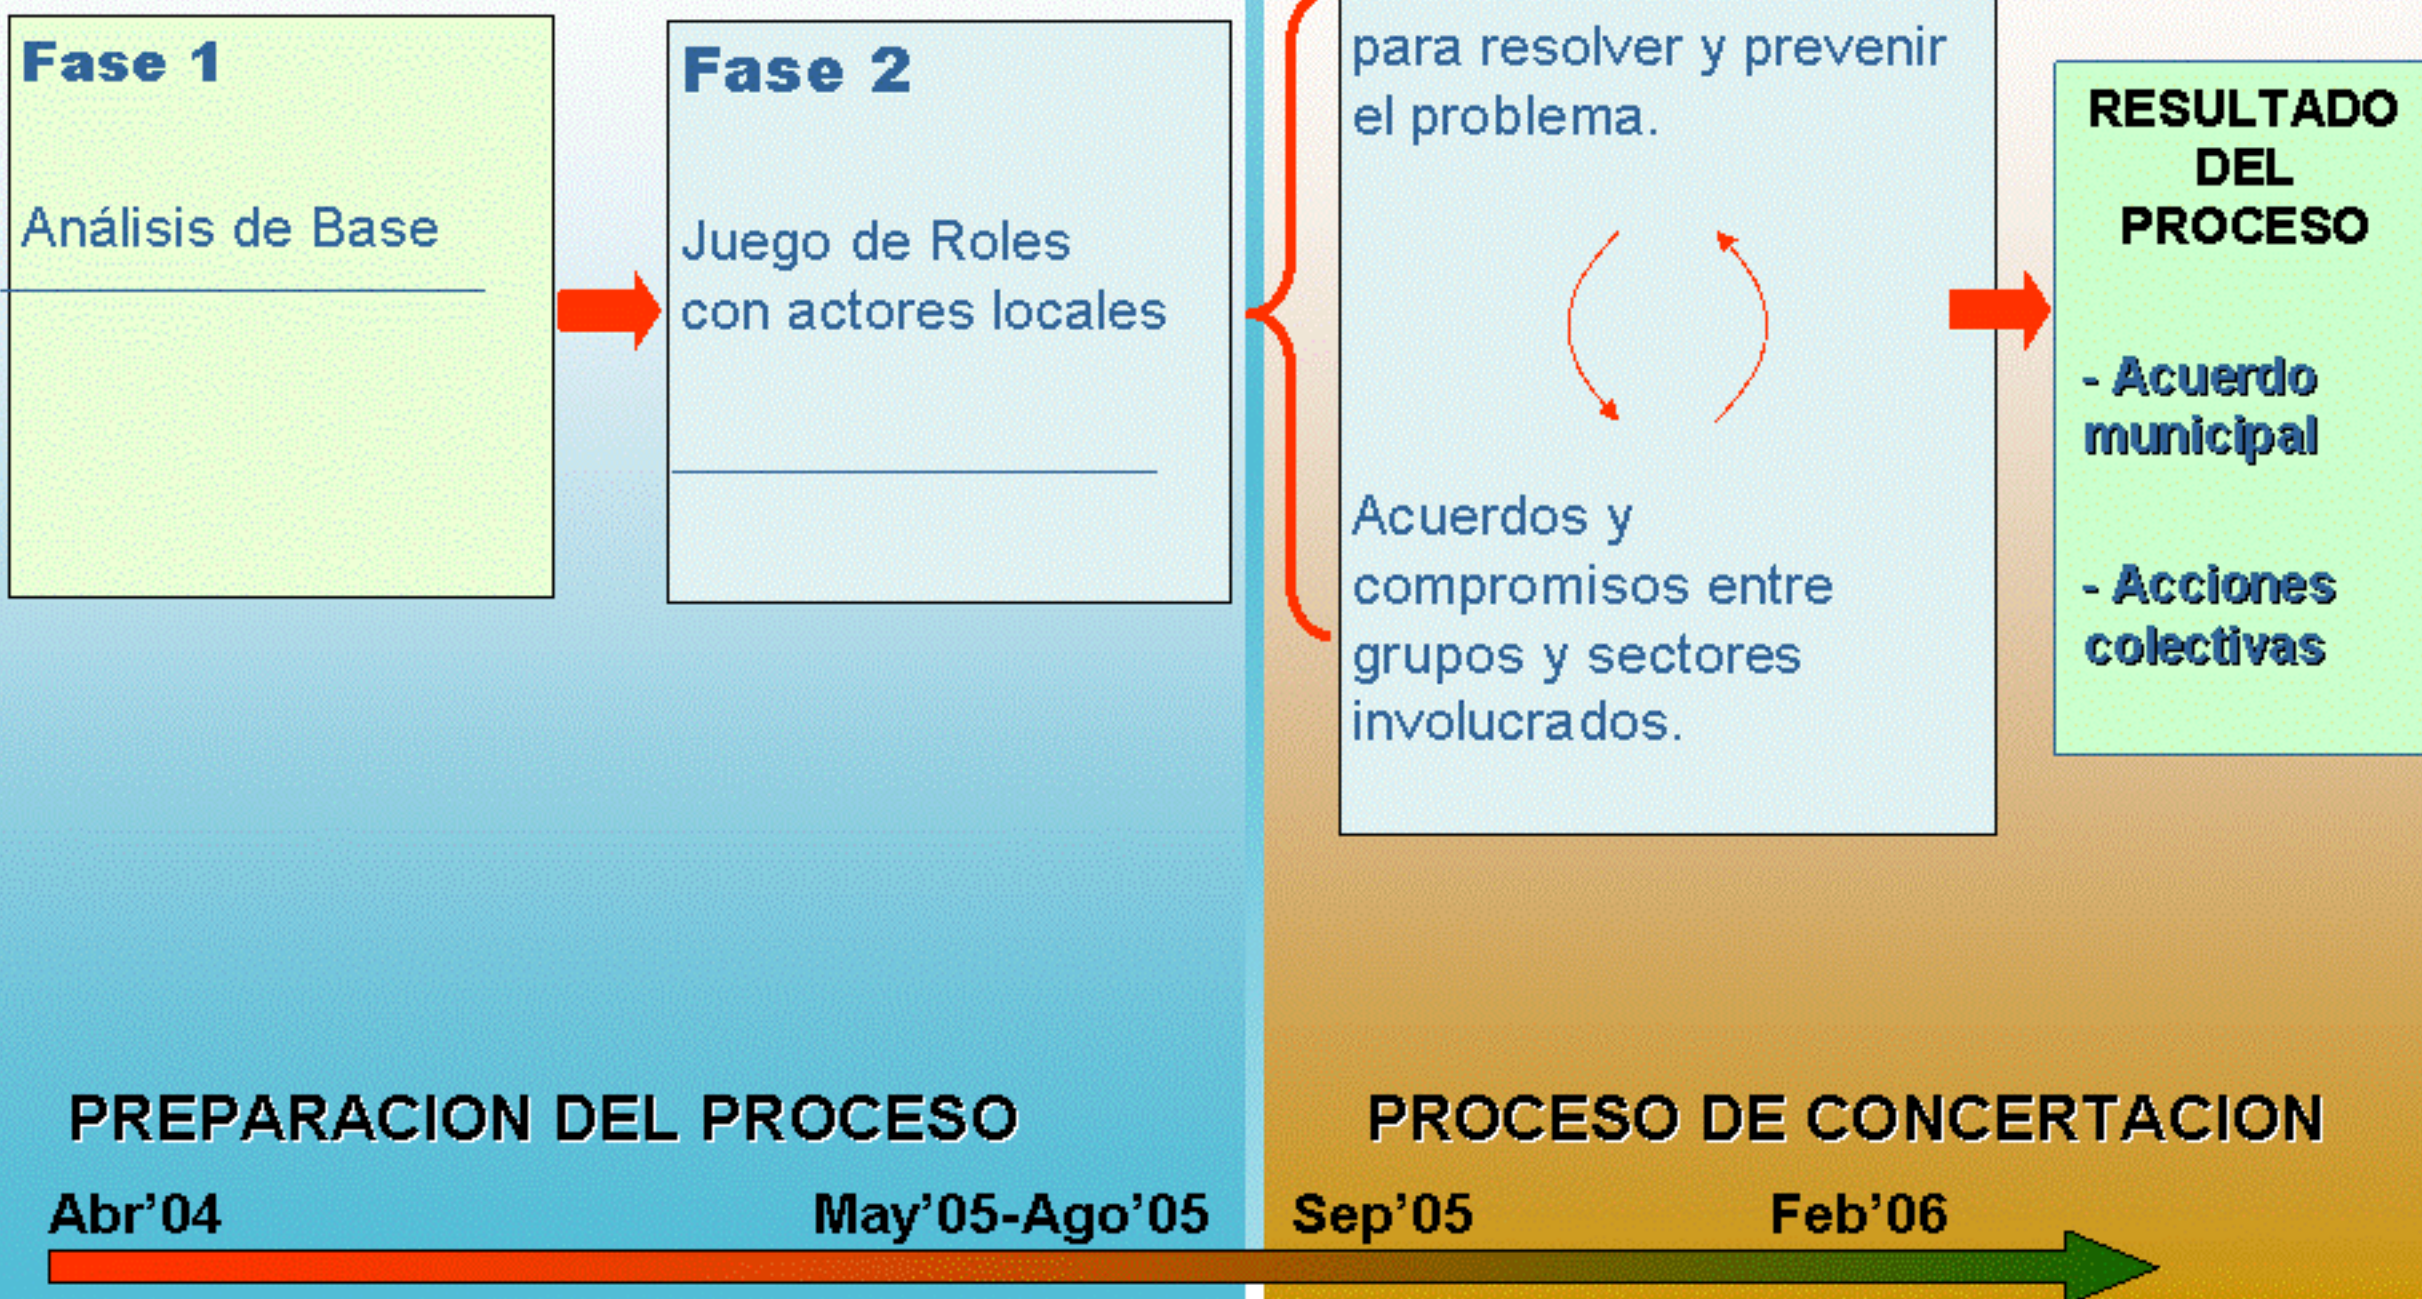 Fase 1
Análisis de Base
Fase 2
Juego de Roles
con actores locales
para resolver y prevenir
el problema.
Acuerdos y
compromisos entre
grupos y sectores
involucrados.
RESULTADO
DEL
PROCESO
- Acuerdo
municipal
- Acciones
colectivas
PREPARACION DEL PROCESO
PROCESO DE CONCERTACION
Abr’04
May’05-Ago’05
Sep’05
Feb’06